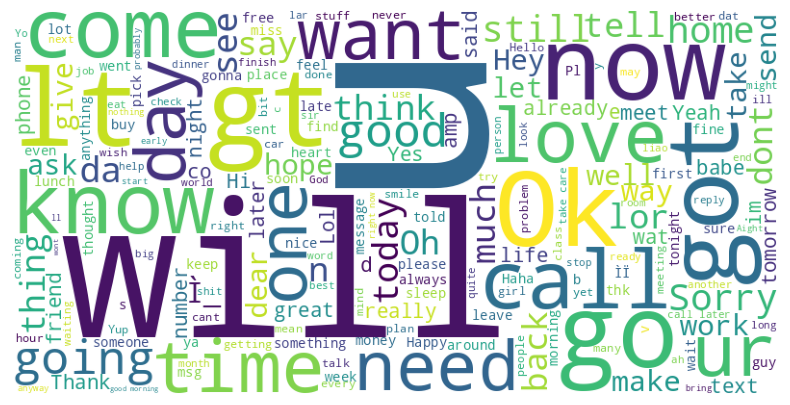 come
want
now
lt
gt
u
day
see
say
still
tell
home
send
Hey
let
take
think
good
amp
Yes
love
got
already
e
meet
Yeah
dont
phone
give
went
pick
gonna
night
place
feel
late
find
sent
hope
heart
ask
da
co
Hi
know
will
one
n
Lol
today
d
Oh
much
Ok
well
way
babe
lor
im
wat
tomorrow
tonight
life
call
go
ur
Sorry
work
make
text
back
need
time
going
thing
friend
number
dear
later
great
nice
really
something
someone
Thank
Yup
ya
msg
month
getting
mean
week
talk
money
plan
Happy
around
every
people
girl
Haha
leave
sleep
always
please
message
told
smile
God
soon
world
wish
help
start
early
check
anything
buy
lunch
even
thought
job
next
lot
man
Yo
probably
free
miss
dinner
finish
done
stuff
lar
never
said
bit
car
sir
use
c
Hello
Pl
y
may
might
ill
dat
better
fine
first
person
look
liao
end
reply
sure
Aight
take care
room
problem
try
class
meeting
quite
right now
mind
best
word
keep
right
big
cant
shit
s
ll
coming
wont
waiting
hour
anyway
good morning
morning
stop
b
yet
thk
ready
another
call later
many
v
ah
wait
bring
long
guy
ìï
eat
nothing